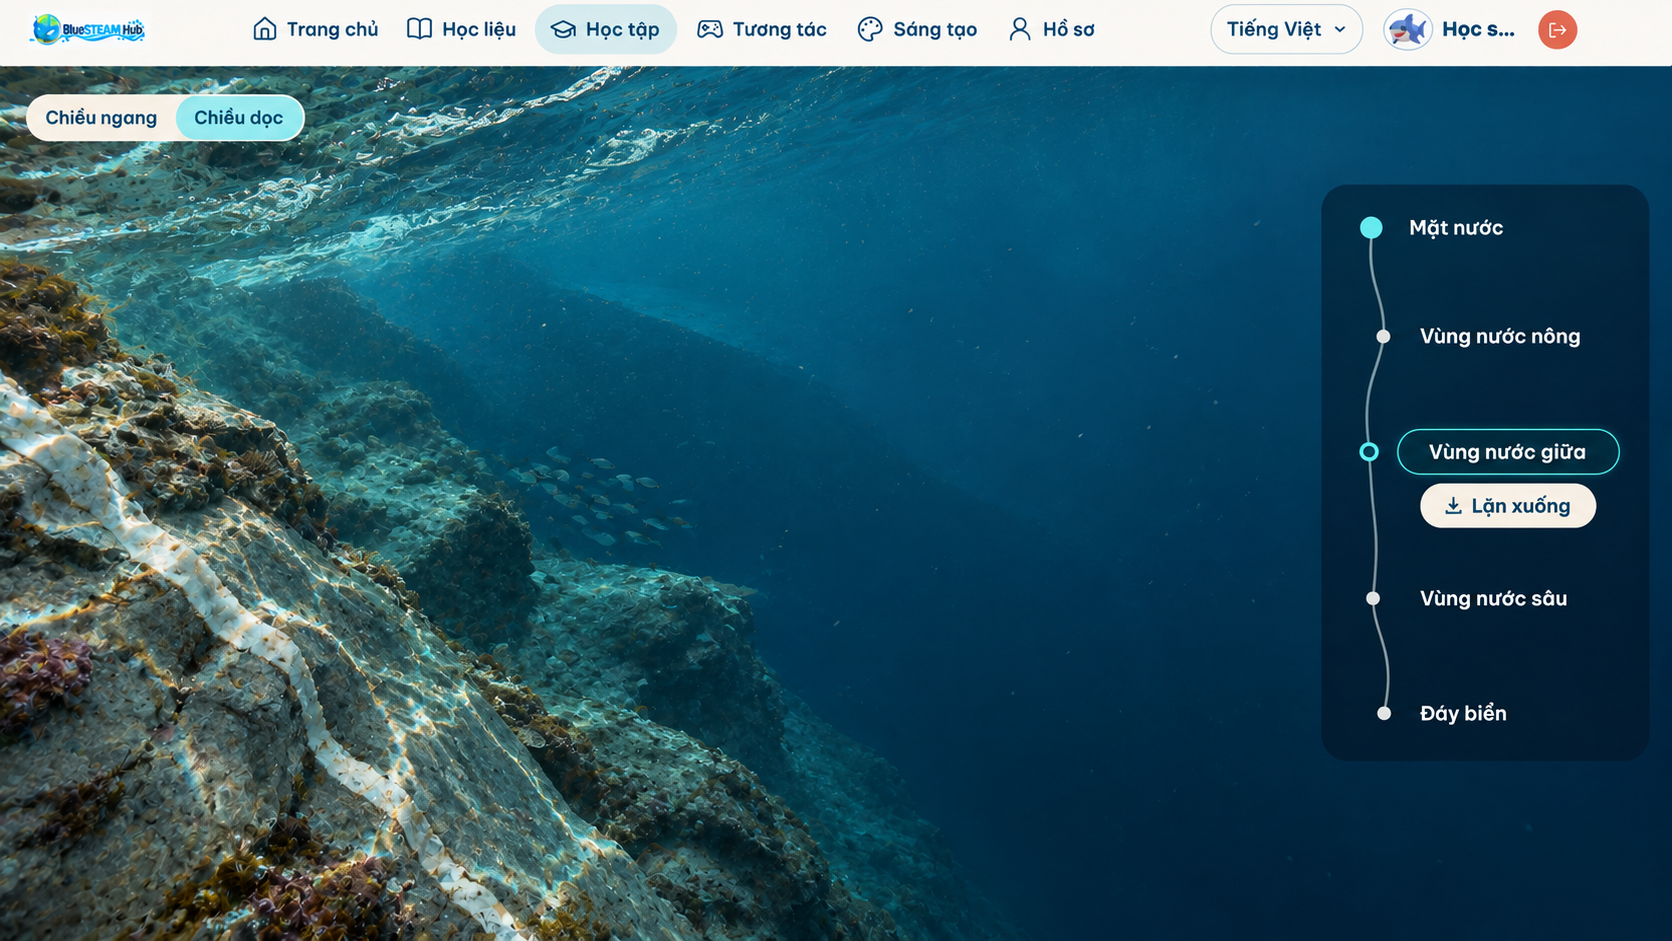 BlueSTEAM Hub
Trang chủ
Học liệu
Học tập
Tương tác
Sáng tạo
Hồ sơ
Tiếng Việt
Học s...
Chiều ngang
Chiều dọc
Mặt nước
Vùng nước nông
Vùng nước giữa
Lặn xuống
Vùng nước sâu
Đáy biển